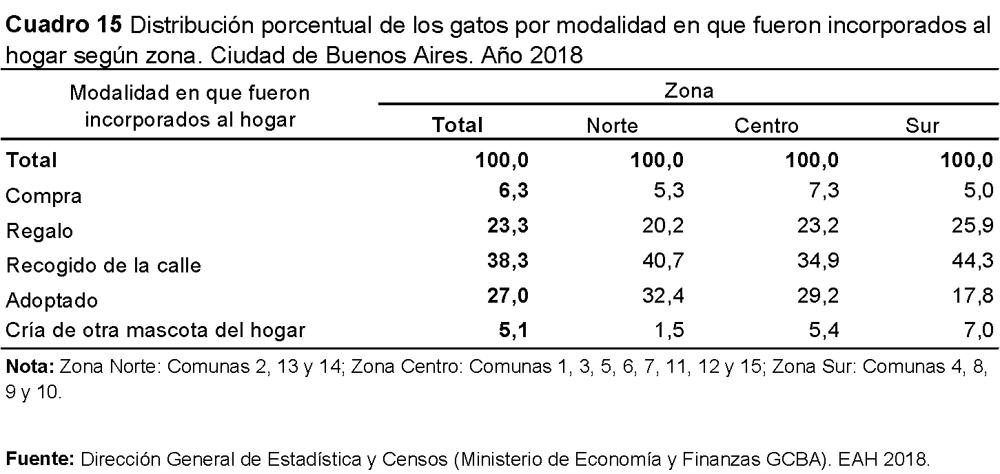 Cuadro 15 Distribución porcentual de los gatos por modalidad en que fueron incorporados al
hogar según zona. Ciudad de Buenos Aires. Año 2018
Modalidad en que fueron
incorporados al hogar
Zona
Total Norte Centro Sur
Total 100,0 100,0 100,0 100,0
Compra 6,3 5,3 7,3 5,0
Regalo 23,3 20,2 23,2 25,9
Recogido de la calle 38,3 40,7 34,9 44,3
Adoptado 27,0 32,4 29,2 17,8
Cría de otra mascota del hogar 5,1 1,5 5,4 7,0
Nota: Zona Norte: Comunas 2, 13 y 14; Zona Centro: Comunas 1, 3, 5, 6, 7, 11, 12 y 15; Zona Sur: Comunas 4, 8,
9 y 10.
Fuente: Dirección General de Estadística y Censos (Ministerio de Economía y Finanzas GCBA). EAH 2018.